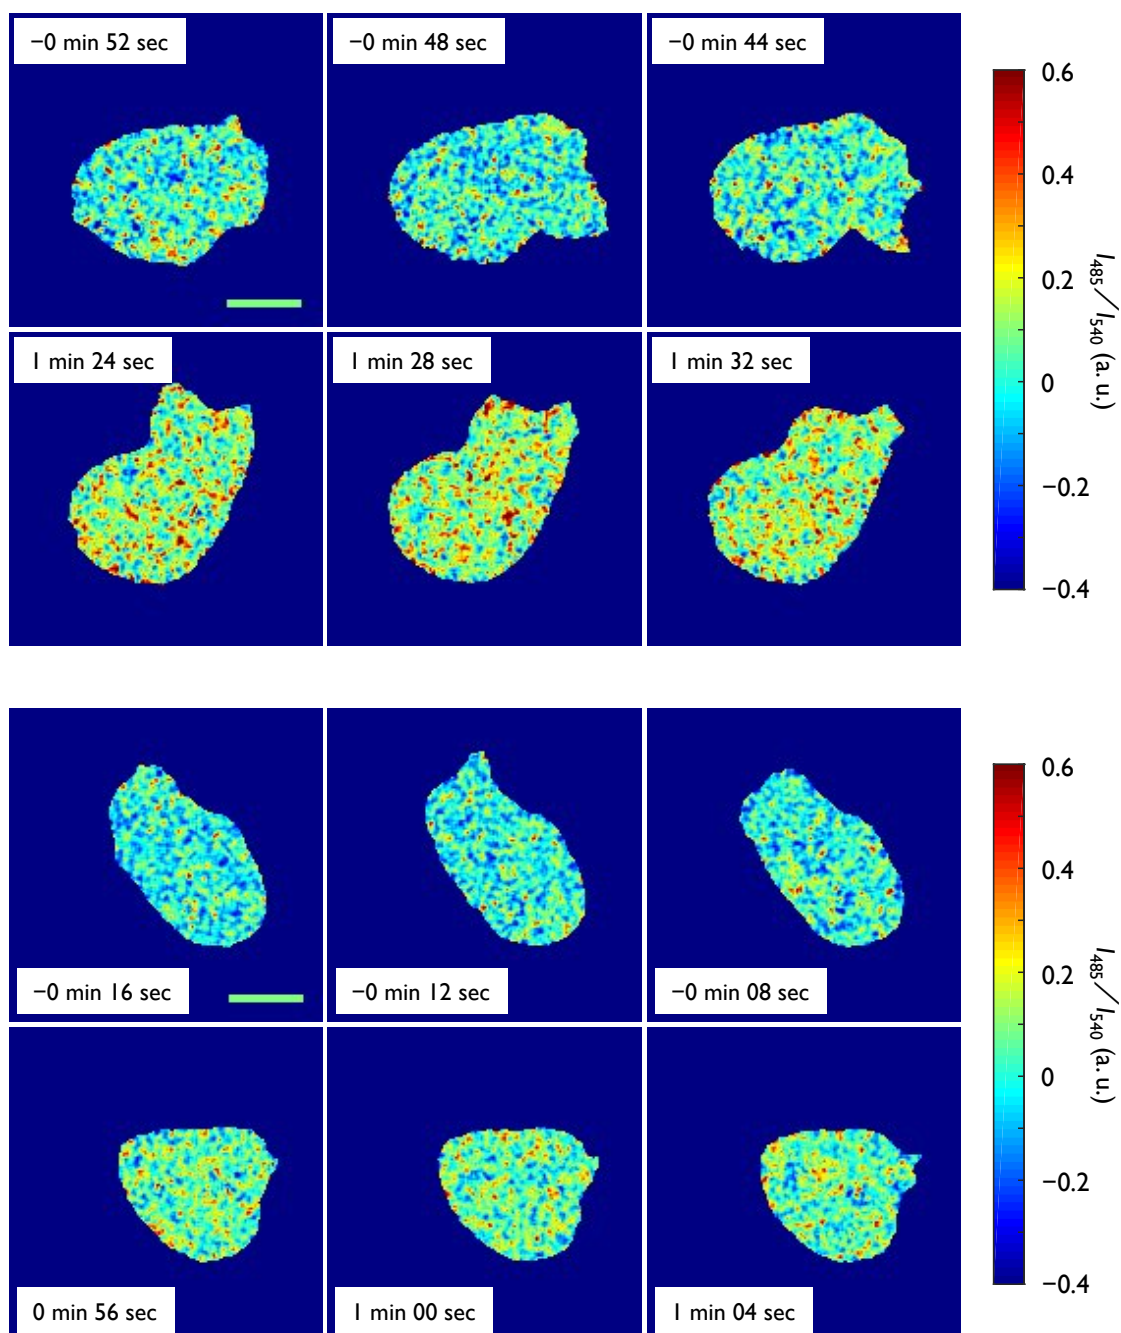 −0 min 52 sec
−0 min 48 sec
−0 min 44 sec
1 min 24 sec
1 min 28 sec
1 min 32 sec
0.6
0.4
0.2
0
−0.2
−0.4
I485/I540 (a. u.)
−0 min 16 sec
−0 min 12 sec
−0 min 08 sec
0 min 56 sec
1 min 00 sec
1 min 04 sec
0.6
0.4
0.2
0
−0.2
−0.4
I485/I540 (a. u.)